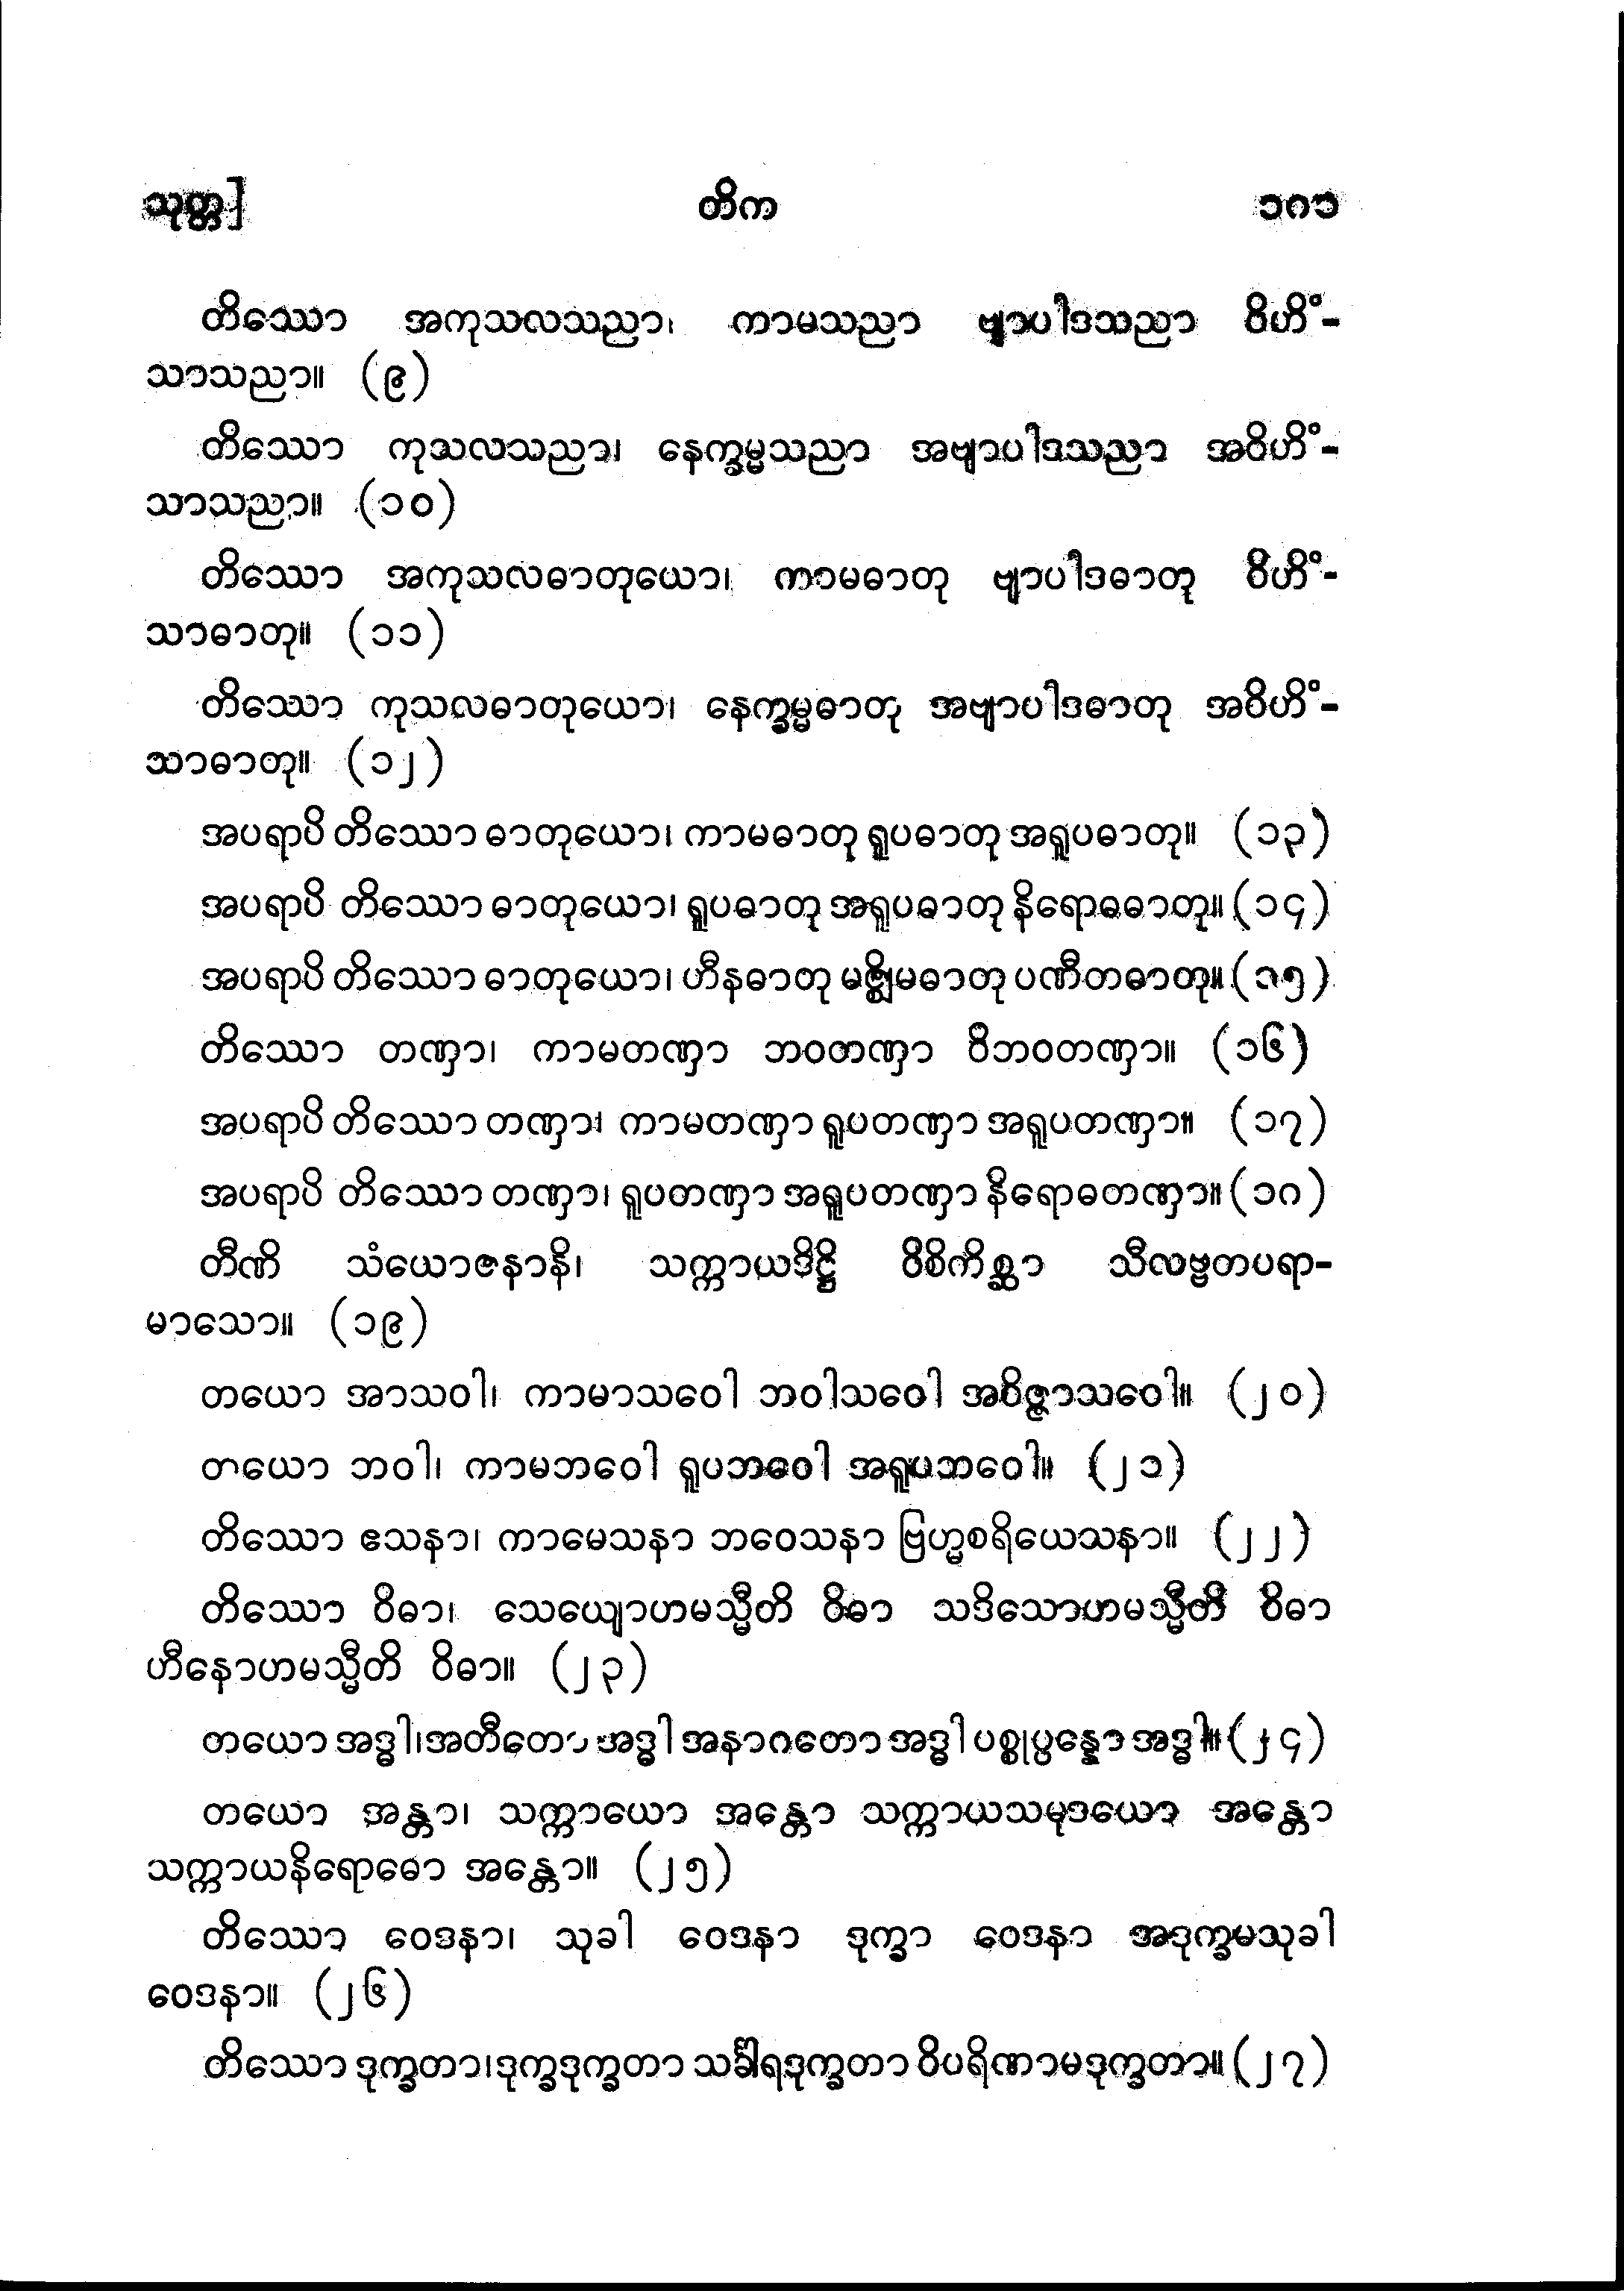 သုတ္တ] တိက ၁၈၁
တိဿော အကုသလသညာ၊ ကာမသညာ ဗျာပါဒသညာ ဝိဟိံ-
သာသညာ။ (၉)
တိဿော ကုသလသညာ၊ နေက္ခမ္မသညာ အဗျာပါဒသညာ အဝိဟိံ-
သာသညာ။ (၁၀)
တိဿော အကုသလဓာတုယော၊ ကာမဓာတု ဗျာပါဒဓာတု ဝိဟိံ-
သာဓာတု။ (၁၁)
တိဿော ကုသလဓာတုယော၊ နေက္ခမ္မဓာတု အဗျာပါဒဓာတု အဝိဟိံ-
သာဓာတု။ (၁၂)
အပရာပိ တိဿော ဓာတုယော၊ ကာမဓာတု ရူပဓာတု အရူပဓာတု။ (၁၃)
အပရာပိ တိဿော ဓာတုယော၊ ရူပဓာတု အရူပဓာတု နိရောဓဓာတု။ (၁၄)
အပရာပိ တိဿော ဓာတုယော၊ ဟီနဓာတု မဇ္ဈိမဓာတု ပဏီတဓာတု။ (၁၅)
တိဿော တဏှာ၊ ကာမတဏှာ ဘဝတဏှာ ဝိဘဝတဏှာ။ (၁၆)
အပရာပိ တိဿော တဏှာ၊ ကာမတဏှာ ရူပတဏှာ အရူပတဏှာ။ (၁၇)
အပရာပိ တိဿော တဏှာ၊ ရူပတဏှာ အရူပတဏှာ နိရောဓတဏှာ။ (၁၈)
တီဏိ သံယောဇနာနိ၊ သက္ကာယဒိဋ္ဌိ ဝိစိကိစ္ဆာ သီလဗ္ဗတပရာ-
မာသော။ (၁၉)
တယော အာသဝါ၊ ကာမာသဝေါ ဘဝါသဝေါ အဝိဇ္ဇာသဝေါ။ (၂၀)
တယော ဘဝါ၊ ကာမဘဝေါ ရူပဘဝေါ အရူပဘဝေါ။ (၂၁)
တိဿော ဧသနာ၊ ကာမေသနာ ဘဝေသနာ ဗြဟ္မစရိယေသနာ။ (၂၂)
တိဿော ဝိဓာ၊ သေယျောဟမသ္မီတိ ဝိဓာ သဒိသောဟမသ္မီတိ ဝိဓာ
ဟီနောဟမသ္မီတိ ဝိဓာ။ (၂၃)
တယော အဒ္ဓါ၊ အတီတော အဒ္ဓါ အနာဂတော အဒ္ဓါ ပစ္စုပ္ပန္နော အဒ္ဓါ။ (၂၄)
တယော အန္တာ၊ သက္ကာယော အန္တော သက္ကာယသမုဒယော အန္တော
သက္ကာယနိရောဓော အန္တော။ (၂၅)
တိဿော ဝေဒနာ၊ သုခါ ဝေဒနာ ဒုက္ခာ ဝေဒနာ အဒုက္ခမသုခါ
ဝေဒနာ။ (၂၆)
တိဿော ဒုက္ခတာ၊ ဒုက္ခဒုက္ခတာ သင်္ခါရဒုက္ခတာ ဝိပရိဏာမဒုက္ခတာ။ (၂၇)